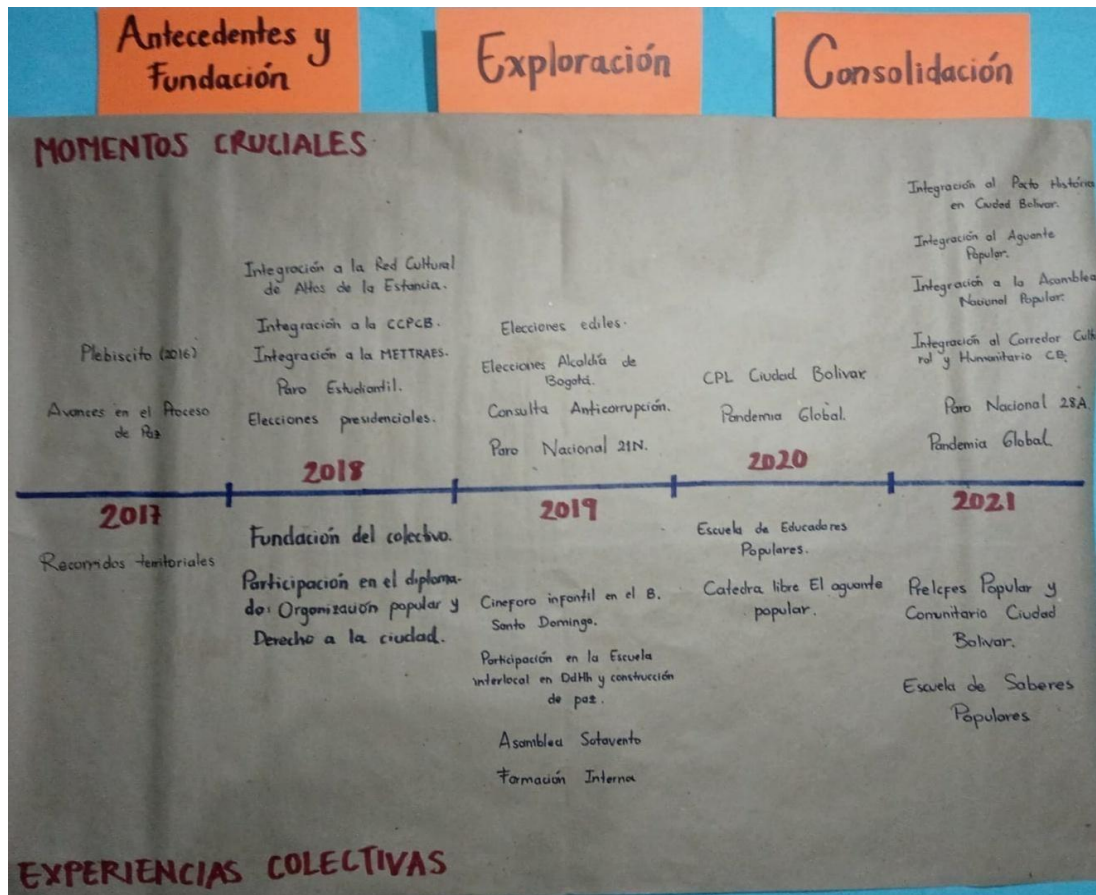 Antecedentes y
Fundación
Exploración
Consolidación
MOMENTOS CRUCIALES
Plebiscito (2016)
Avances en el Proceso
de Paz
Integración a la Red Cultural
de Altos de la Estancia.
Integración a la CCPCB.
Integración a la METTRAES.
Paro Estudiantil.
Elecciones presidenciales.
Elecciones ediles.
Elecciones Alcaldía de
Bogotá.
Consulta Anticorrupción.
Paro Nacional 21N.
CPL Ciudad Bolivar
Pandemia Global.
Integración al Pacto Histórico
en Ciudad Bolivar.
Integración al Aguante
Popular.
Integración a la Asamblea
Nacional Popular.
Integración al Corredor Cultu
ral y Humanitario CB.
Paro Nacional 28A.
Pandemia Global
2017
2018
2019
2020
2021
Recorridos territoriales
Fundación del colectivo.
Participación en el diploma-
do: Organización popular y
Derecho a la ciudad.
Cineforo infantil en el B.
Santo Domingo.
Participación en la Escuela
interlocal en DdHh y construcción
de paz.
Asamblea Sotavento
Formación Interna
Escuela de Educadores
Populares.
Catedra libre El aguante
popular.
PreIcfes Popular y
Comunitario Ciudad
Bolivar.
Escuela de Saberes
Populares
EXPERIENCIAS COLECTIVAS